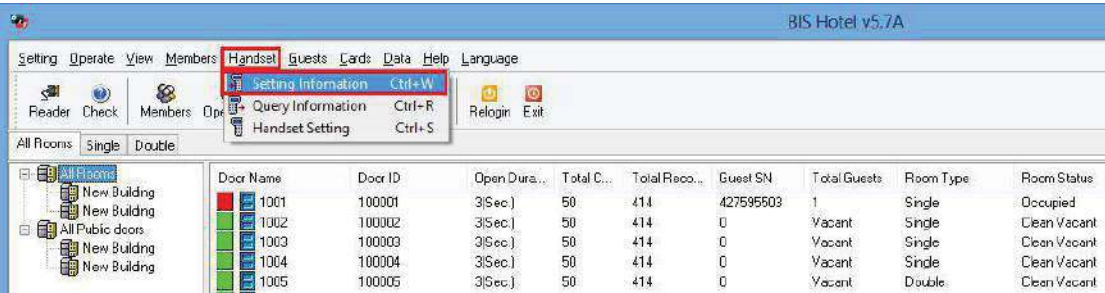 BIS Hotel v5.7A
Setting Operate View Members Handset Guests Cards Data Help Language
Setting Information Ctrl+W
Query Information Ctrl+R
Handset Setting Ctrl+S
Reader Check Members Ope Relogin Exit
All Rooms Single Double
All Rooms
New Building
New Building
All Public doors
New Building
New Building
Door Name Door ID Open Dura... Total C... Total Reco... Guest SN Total Guests Room Type Room Status
1001 100001 3(Sec.) 50 414 427595503 1 Single Occupied
1002 100002 3(Sec.) 50 414 0 Vacant Single Clean Vacant
1003 100003 3(Sec.) 50 414 0 Vacant Single Clean Vacant
1004 100004 3(Sec.) 50 414 0 Vacant Single Clean Vacant
1005 100005 3(Sec.) 50 414 0 Vacant Double Clean Vacant